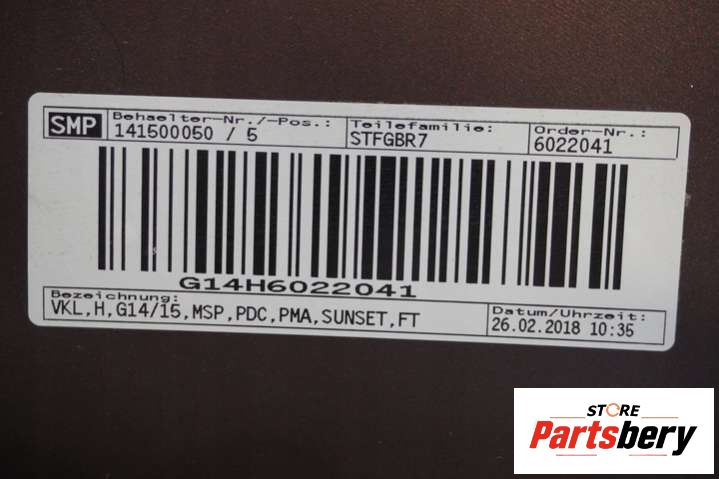 SMP
Behaelter-Nr./-Pos.: Teilefamilie: Order-Nr.:
141500050 / 5 STFGBR7 6022041
G14H6022041
Bezeichnung: Datum/Uhrzeit:
VKL,H,G14/15,MSP,PDC,PMA,SUNSET,FT 26.02.2018 10:35
STORE
Partsbery